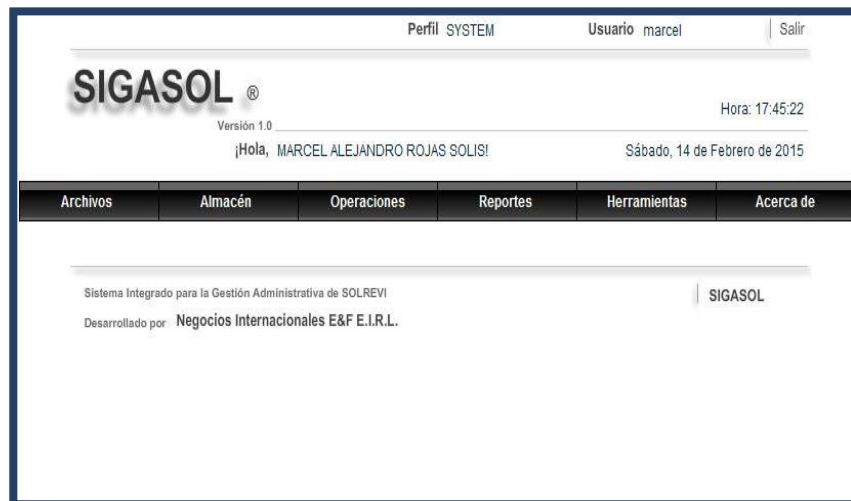 Perfil SYSTEM Usuario marcel Salir
SIGASOL ®
Hora: 17:45:22
Versión 1.0
¡Hola, MARCEL ALEJANDRO ROJAS SOLIS! Sábado, 14 de Febrero de 2015
Archivos Almacén Operaciones Reportes Herramientas Acerca de
Sistema Integrado para la Gestión Administrativa de SOLREVI SIGASOL
Desarrollado por Negocios Internacionales E&F E.I.R.L.